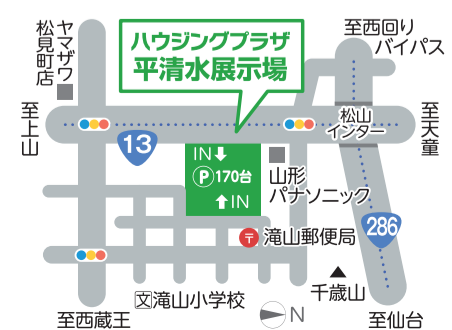 ハウジングプラザ
平清水展示場
至西回り
バイパス
ヤマザワ
松見町店
至上山
13
松山
インター
至天童
IN
P170台
IN
山形
パナソニック
286
〒滝山郵便局
文滝山小学校
千歳山
N
至西蔵王
至仙台